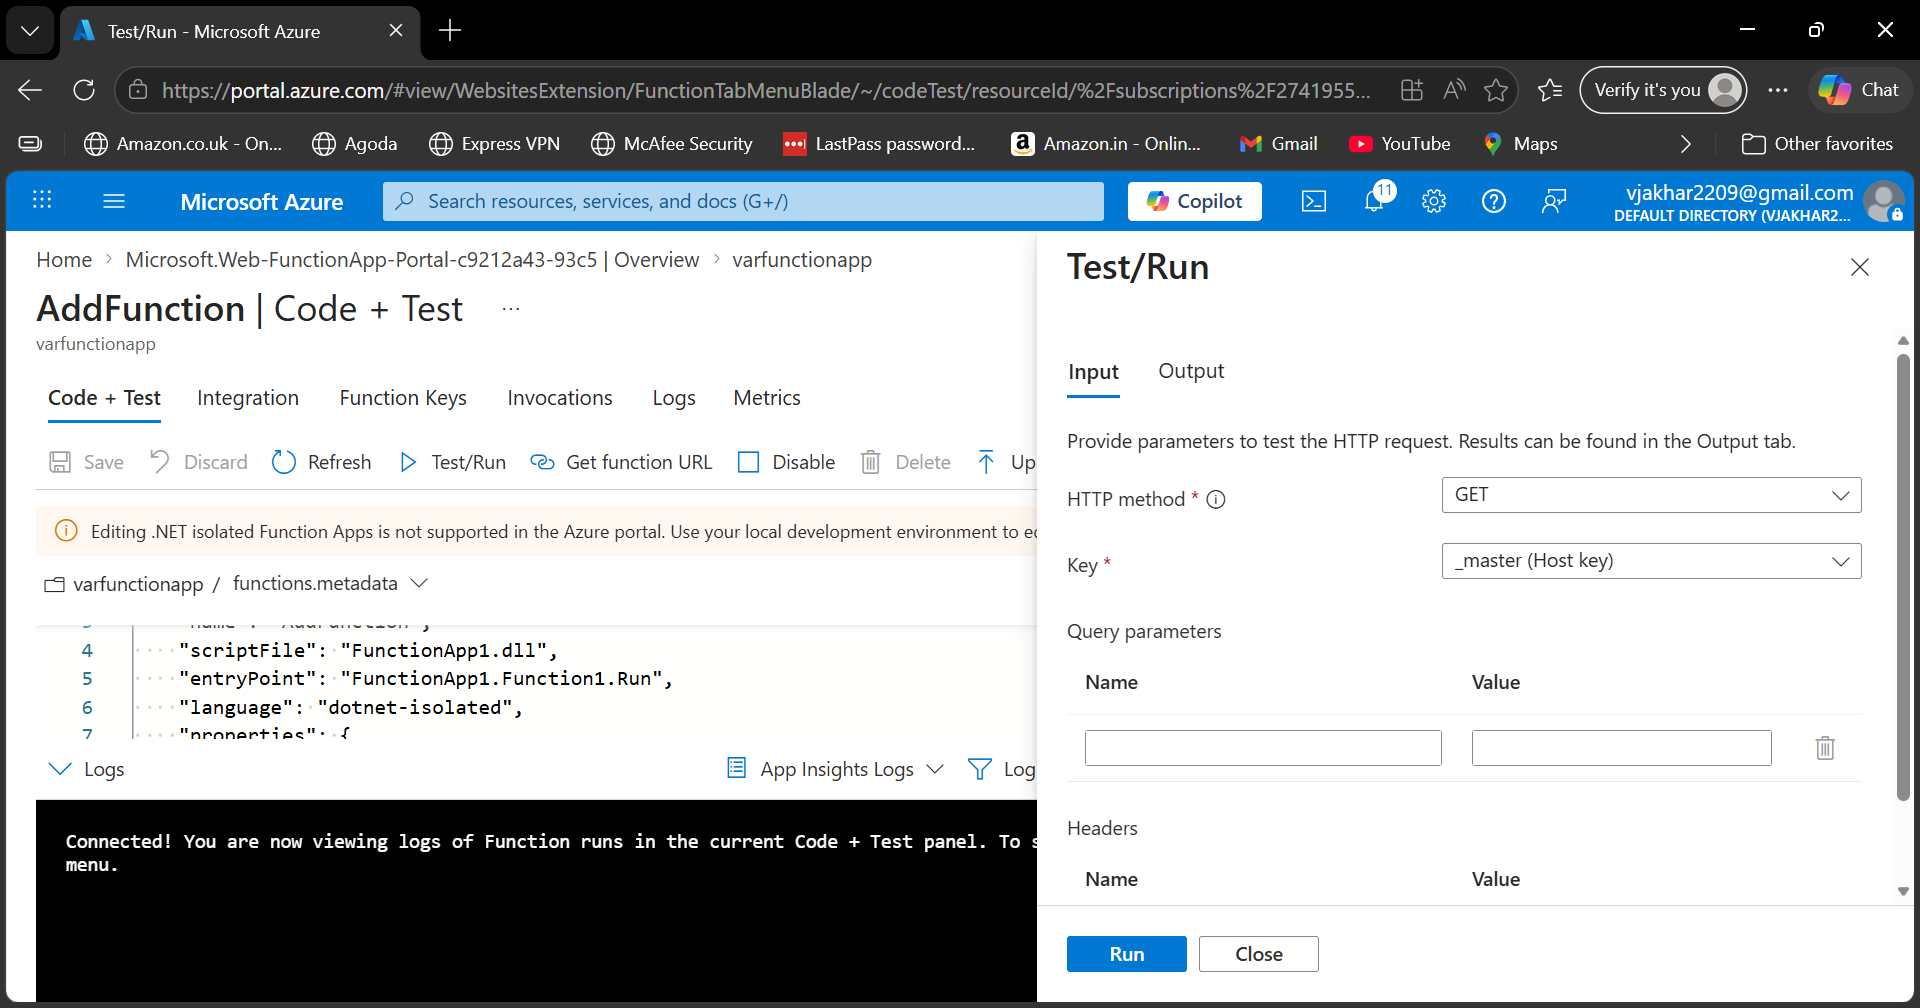 Test/Run - Microsoft Azure
https://portal.azure.com/#view/WebsitesExtension/FunctionTabMenuBlade/~/codeTest/resourceId/%2Fsubscriptions%2F2741955...
Verify it's you
Chat
Amazon.co.uk - On...
Agoda
Express VPN
McAfee Security
LastPass password...
Amazon.in - Onlin...
Gmail
YouTube
Maps
Other favorites
Microsoft Azure
Search resources, services, and docs (G+/)
Copilot
11
vjakhar2209@gmail.com
DEFAULT DIRECTORY (VJAKHAR2...
Home > Microsoft.Web-FunctionApp-Portal-c9212a43-93c5 | Overview > varfunctionapp
AddFunction | Code + Test ...
varfunctionapp
Code + Test
Integration
Function Keys
Invocations
Logs
Metrics
Save
Discard
Refresh
Test/Run
Get function URL
Disable
Delete
Up
Editing .NET isolated Function Apps is not supported in the Azure portal. Use your local development environment to
varfunctionapp / functions.metadata
4 "scriptFile": "FunctionApp1.dll",
5 "entryPoint": "FunctionApp1.Function1.Run",
6 "language": "dotnet-isolated",
7 "properties": {
Logs
App Insights Logs
Log
Connected! You are now viewing logs of Function runs in the current Code + Test panel. To
menu.
Test/Run
Input
Output
Provide parameters to test the HTTP request. Results can be found in the Output tab.
HTTP method *
GET
Key *
_master (Host key)
Query parameters
Name
Value
Headers
Name
Value
Run
Close